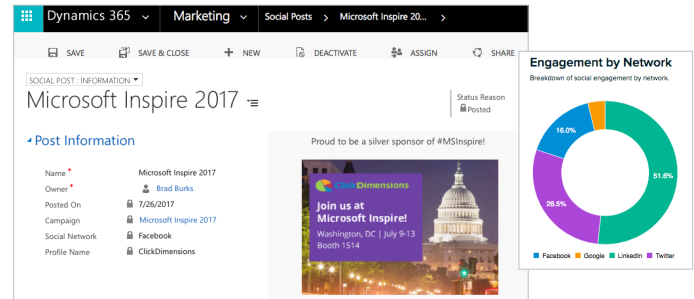 Dynamics 365 Marketing Social Posts > Microsoft Inspire 20... >
SAVE SAVE & CLOSE + NEW DEACTIVATE ASSIGN SHARE
SOCIAL POST : INFORMATION
Microsoft Inspire 2017
Status Reason
Posted
Post Information
Name * Microsoft Inspire 2017
Owner * Brad Burks
Posted On 7/26/2017
Campaign Microsoft Inspire 2017
Social Network Facebook
Profile Name ClickDimensions
Proud to be a silver sponsor of #MSInspire!
ClickDimensions
Join us at
Microsoft Inspire!
Washington, DC | July 9-13
Booth 1514
Engagement by Network
Breakdown of social engagement by network.
16.0%
51.6%
28.5%
Facebook Google LinkedIn Twitter